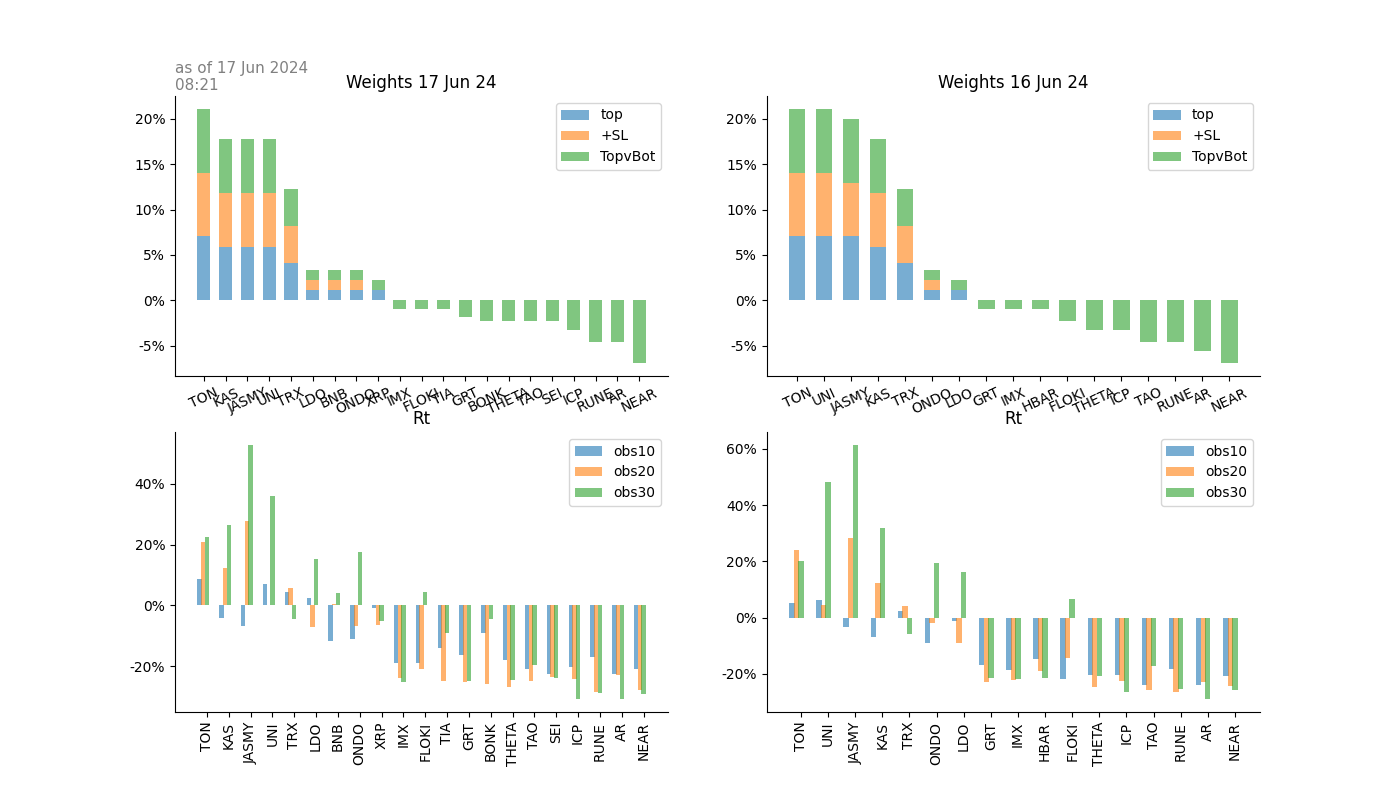 as of 17 Jun 2024
08:21
Weights 17 Jun 24
20%
15%
10%
5%
0%
-5%
top
+SL
TopvBot
TON KAS JASMY UNI TRX LDO BNB ONDO XRP IMX FLOKI TIA GRT BONK THETA TAO SEI ICP RUNE AR NEAR
Weights 16 Jun 24
20%
15%
10%
5%
0%
-5%
top
+SL
TopvBot
TON UNI JASMY KAS TRX ONDO LDO GRT IMX HBAR FLOKI THETA ICP TAO RUNE AR NEAR
Rt
40%
20%
0%
-20%
obs10
obs20
obs30
TON KAS JASMY UNI TRX LDO BNB ONDO XRP IMX FLOKI TIA GRT BONK THETA TAO SEI ICP RUNE AR NEAR
Rt
60%
40%
20%
0%
-20%
obs10
obs20
obs30
TON UNI JASMY KAS TRX ONDO LDO GRT IMX HBAR FLOKI THETA ICP TAO RUNE AR NEAR